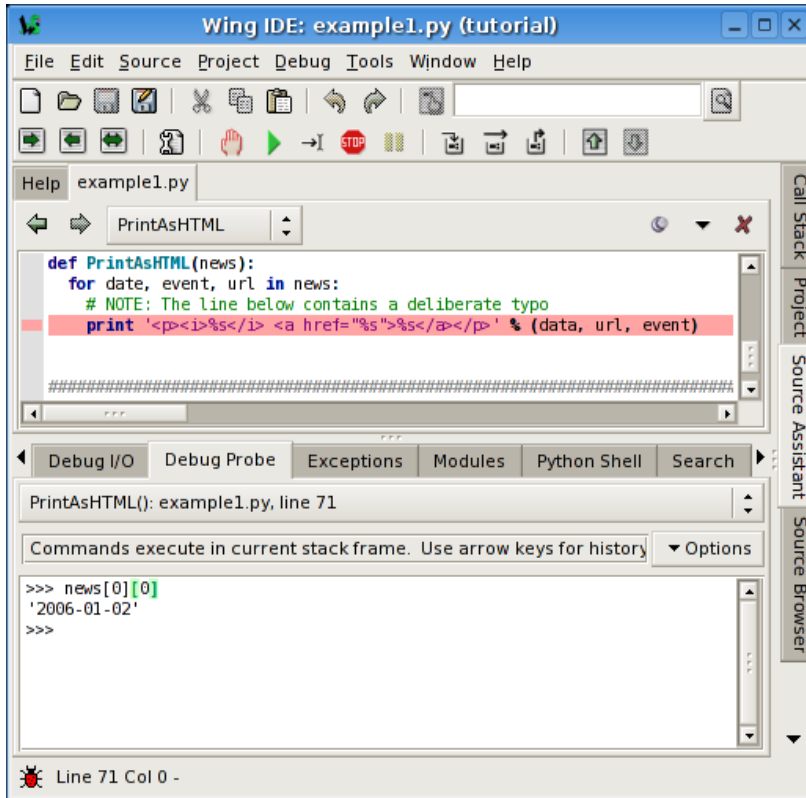 Wing IDE: example1.py (tutorial)
File Edit Source Project Debug Tools Window Help
STOP
Help example1.py
PrintAsHTML
def PrintAsHTML(news):
for date, event, url in news:
# NOTE: The line below contains a deliberate typo
print '<p><i>%s</i> <a href="%s">%s</a></p>' % (data, url, event)
###########################################################################
Debug I/O Debug Probe Exceptions Modules Python Shell Search
PrintAsHTML(): example1.py, line 71
Commands execute in current stack frame. Use arrow keys for history
Options
>>> news[0][0]
'2006-01-02'
>>>
Line 71 Col 0 -
Call Stack
Project
Source Assistant
Source Browser